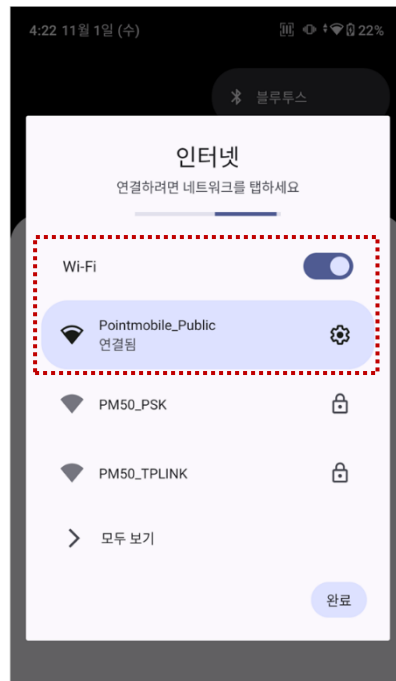 4:22 11월 1일 (수) 22%
블루투스
인터넷
연결하려면 네트워크를 탭하세요
Wi-Fi
Pointmobile_Public
연결됨
PM50_PSK
PM50_TPLINK
모두 보기
완료